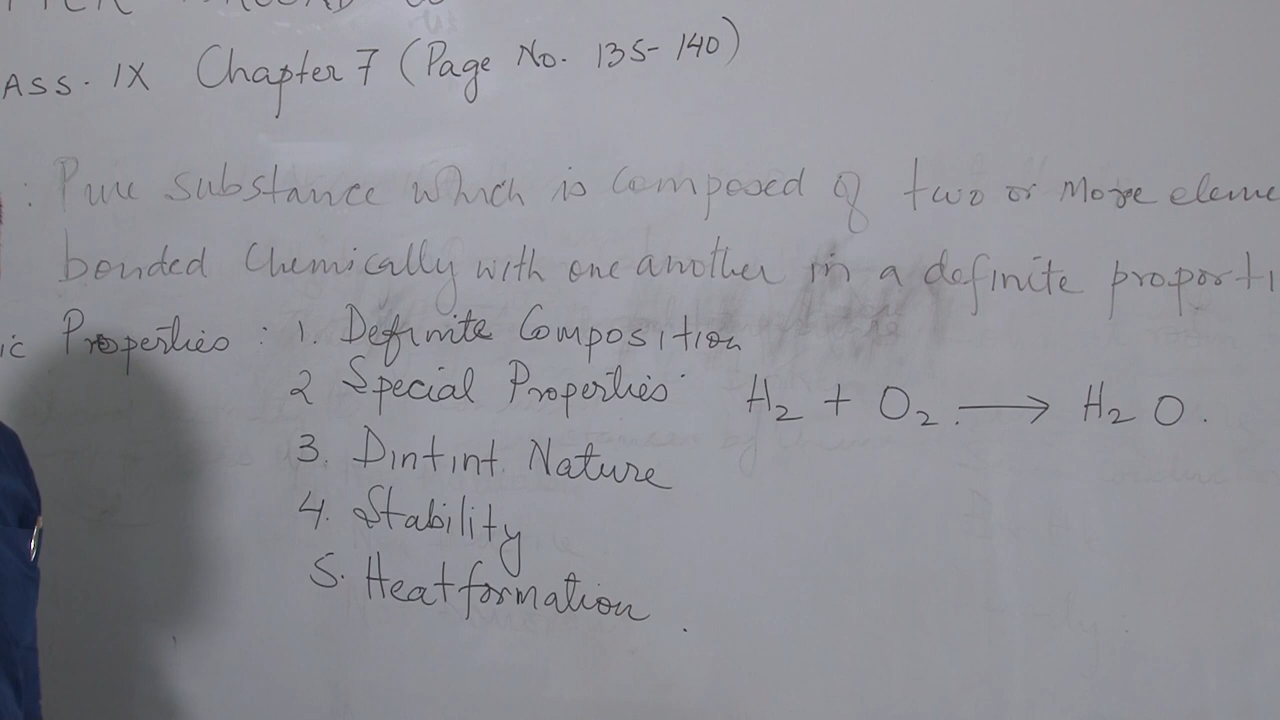 ASS. IX Chapter 7 (Page No. 135-140)
: Pure substance which is composed of two or More eleme
bonded Chemically with one another in a definite proporti
ic Properties : 1. Definite Composition
2 Special Properties H2 + O2. → H2 O.
3. Dintint. Nature
4. Stability
5. Heat formation.